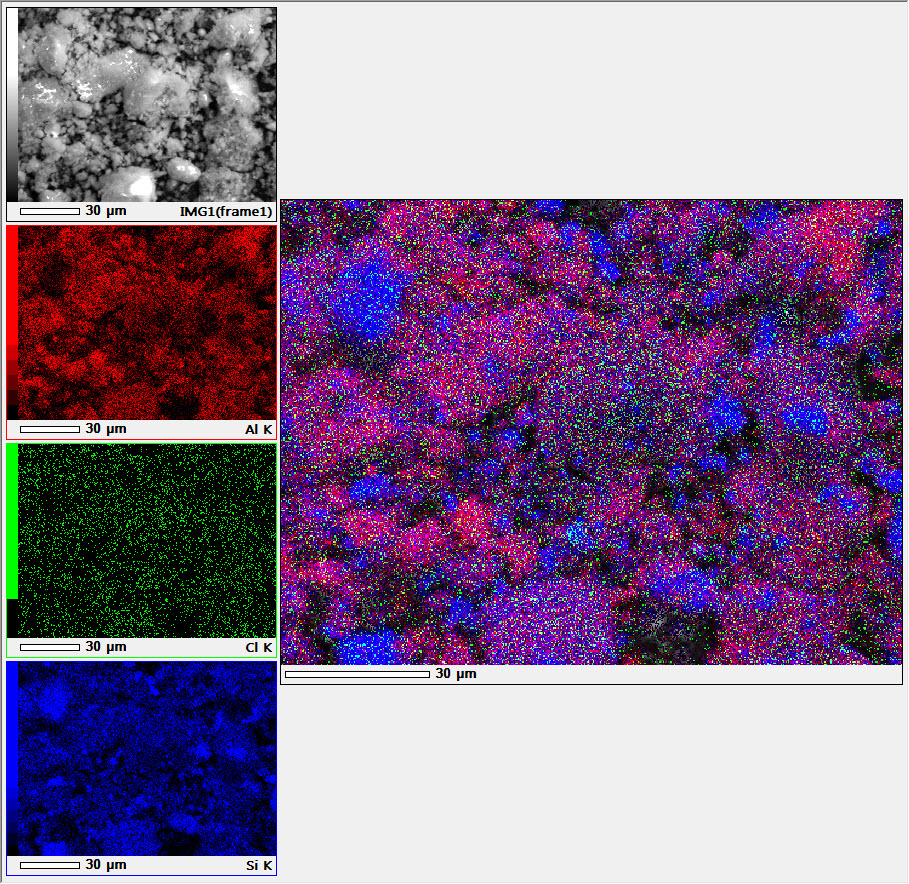 30 μm IMG1(frame1)
30 μm Al K
30 μm Cl K
30 μm Si K
30 μm